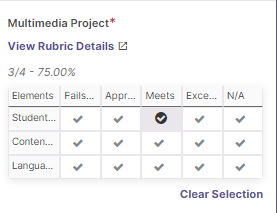 Multimedia Project*
View Rubric Details
3/4 - 75.00%
Elements Fails... Appr... Meets Exce... N/A
Student...
Conten...
Langua...
Clear Selection